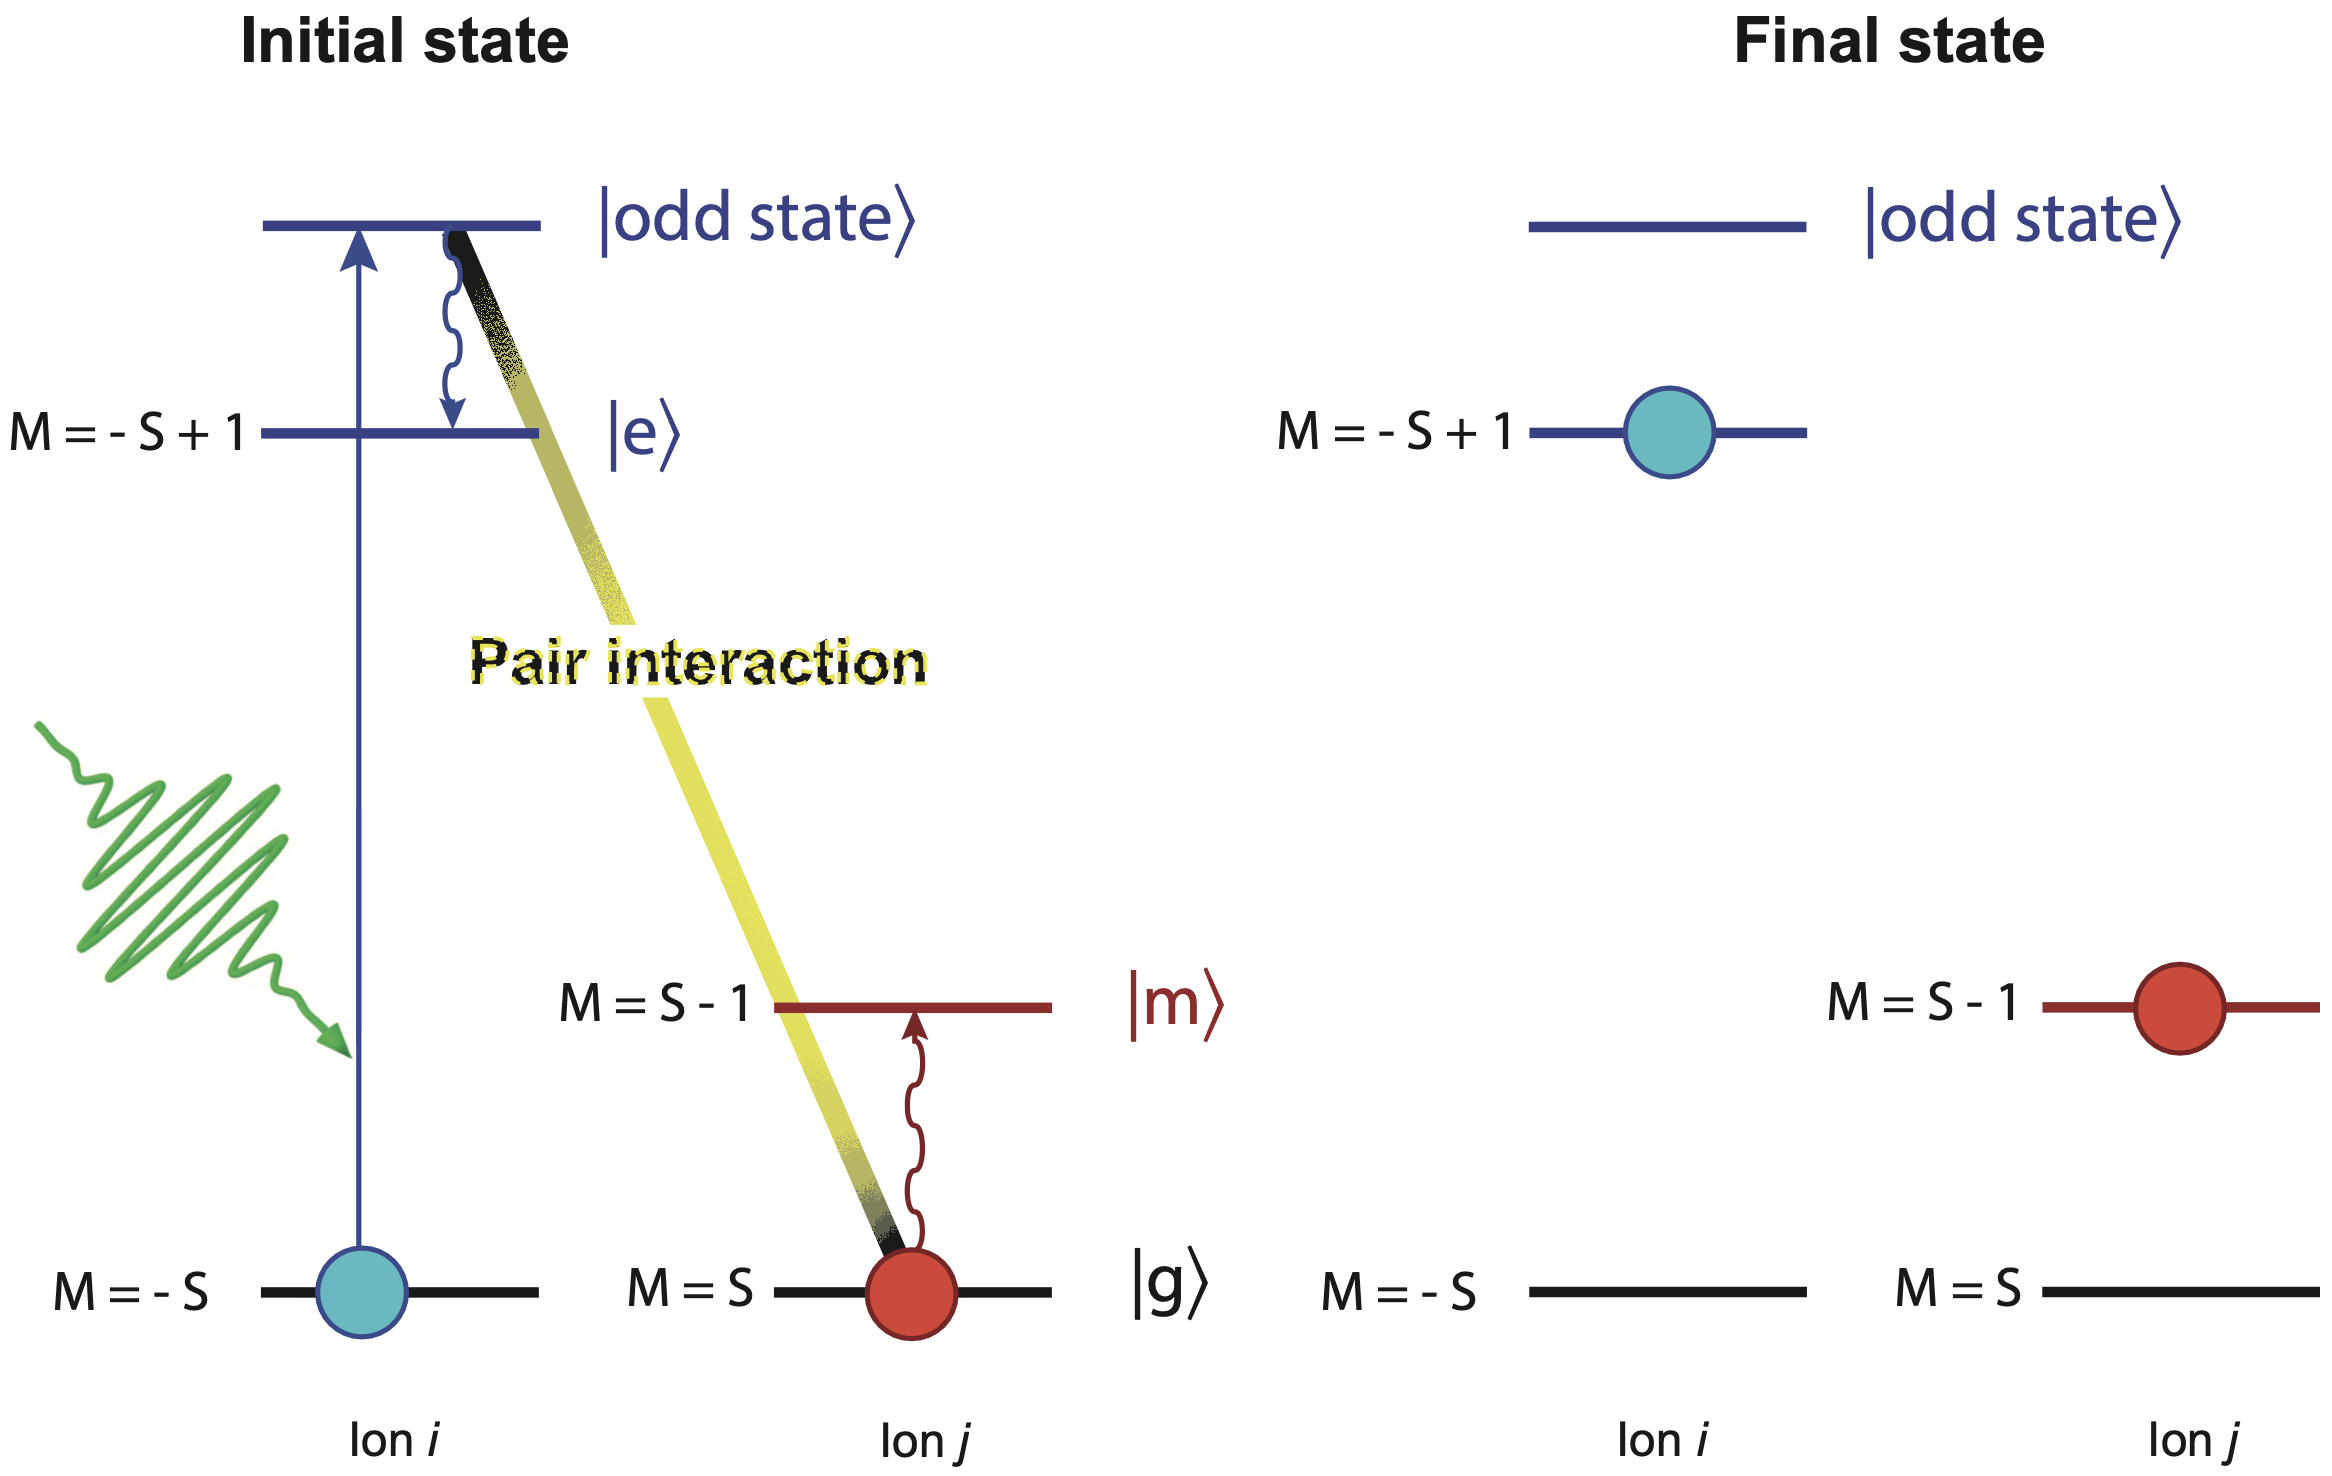 Initial state
Final state
|odd state⟩
|odd state⟩
M = - S + 1
|e⟩
M = - S + 1
Pair interaction
M = S - 1
|m⟩
M = S - 1
M = - S
M = S
|g⟩
M = - S
M = S
Ion i
Ion j
Ion i
Ion j